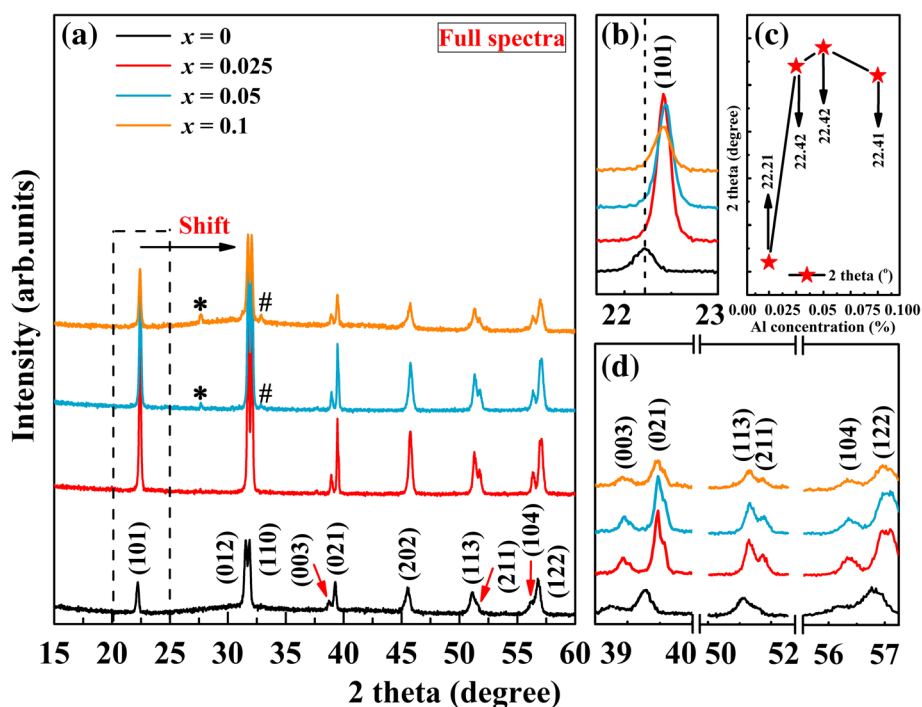 (a)
x = 0
x = 0.025
x = 0.05
x = 0.1
Full spectra
Shift
* #
* #
(101) (012) (110) (003) (021) (202) (113) (211) (104) (122)
15 20 25 30 35 40 45 50 55 60
2 theta (degree)
Intensity (arb.units)
(b)
(101)
22 23
(c)
22.21 22.42 22.42 22.41
2 theta (°)
2 theta (degree)
0.00 0.025 0.05 0.075 0.100
Al concentration (%)
(d)
(003) (021) (113) (211) (104) (122)
39 40 50 52 56 57